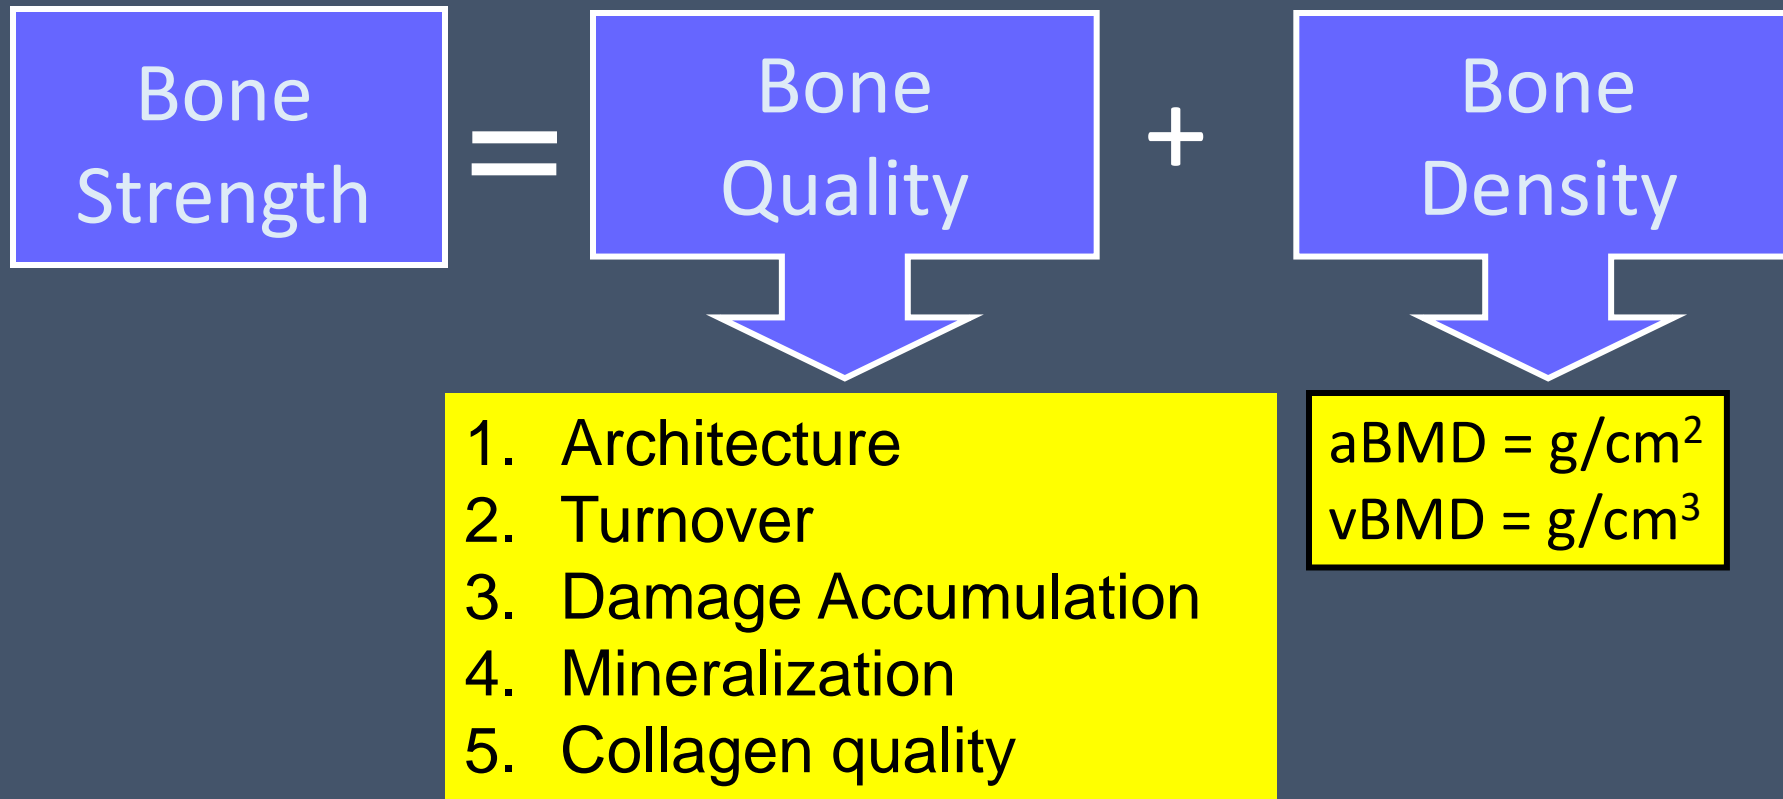 Bone
Strength
=
Bone
Quality
+
Bone
Density
1. Architecture
2. Turnover
3. Damage Accumulation
4. Mineralization
5. Collagen quality
aBMD = g/cm²
vBMD = g/cm³